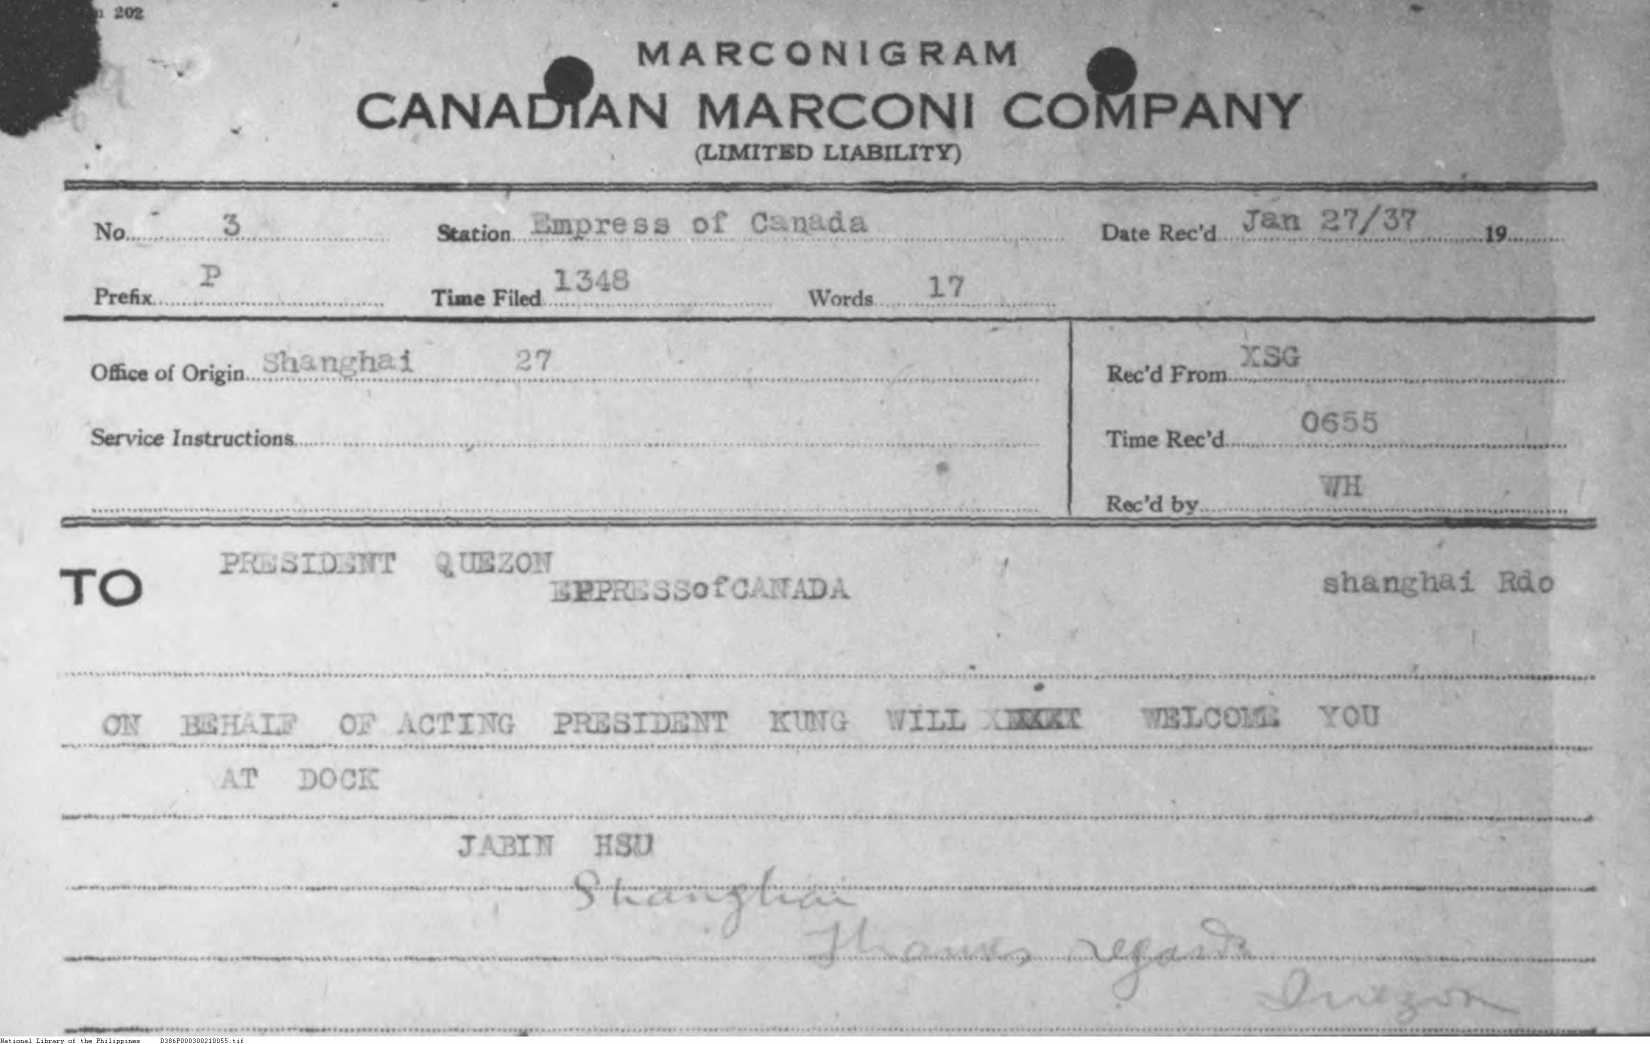 202
MARCONIGRAM
CANADIAN MARCONI COMPANY
(LIMITED LIABILITY)
No. 3 Station Empress of Canada Date Rec'd Jan 27/37 19
Prefix P Time Filed 1348 Words 17
Office of Origin Shanghai 27 Rec'd From XSG
Service Instructions Time Rec'd 0655
Rec'd by WH
TO PRESIDENT QUEZON
EPPRESSofCANADA shanghai Rdo
ON BEHALF OF ACTING PRESIDENT KUNG WILL WELCOME YOU
AT DOCK
JABIN HSU
Shanghai
Thanks, regards
Quezon
National Library of the Philippines D386P000300210055.tif